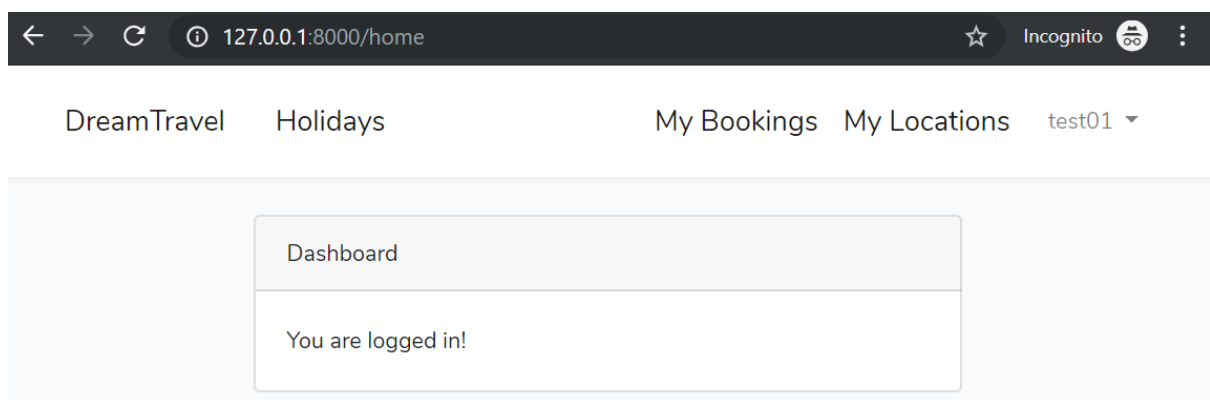 127.0.0.1:8000/home Incognito
DreamTravel Holidays My Bookings My Locations test01
Dashboard
You are logged in!